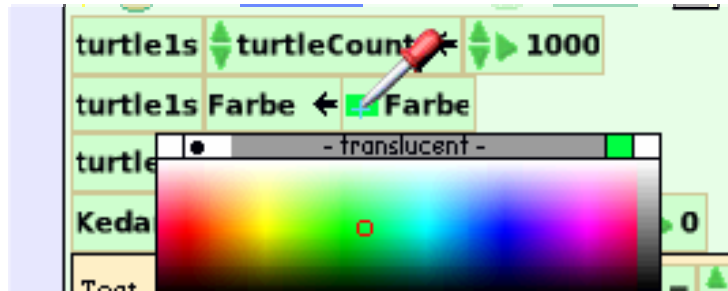 turtle1s turtleCount 1000
turtle1s Farbe Farbe
- translucent -
turtle
Keda 0